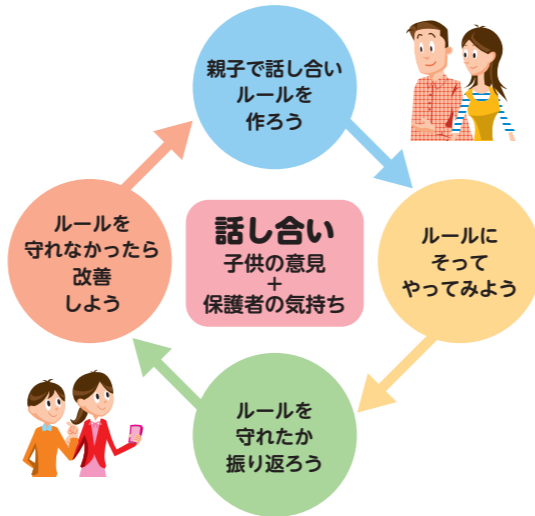 親子で話し合い
ルールを
作ろう
ルールに
そって
やってみよう
ルールを
守れたか
振り返ろう
ルールを
守れなかったら
改善
しよう
話し合い
子供の意見
+
保護者の気持ち